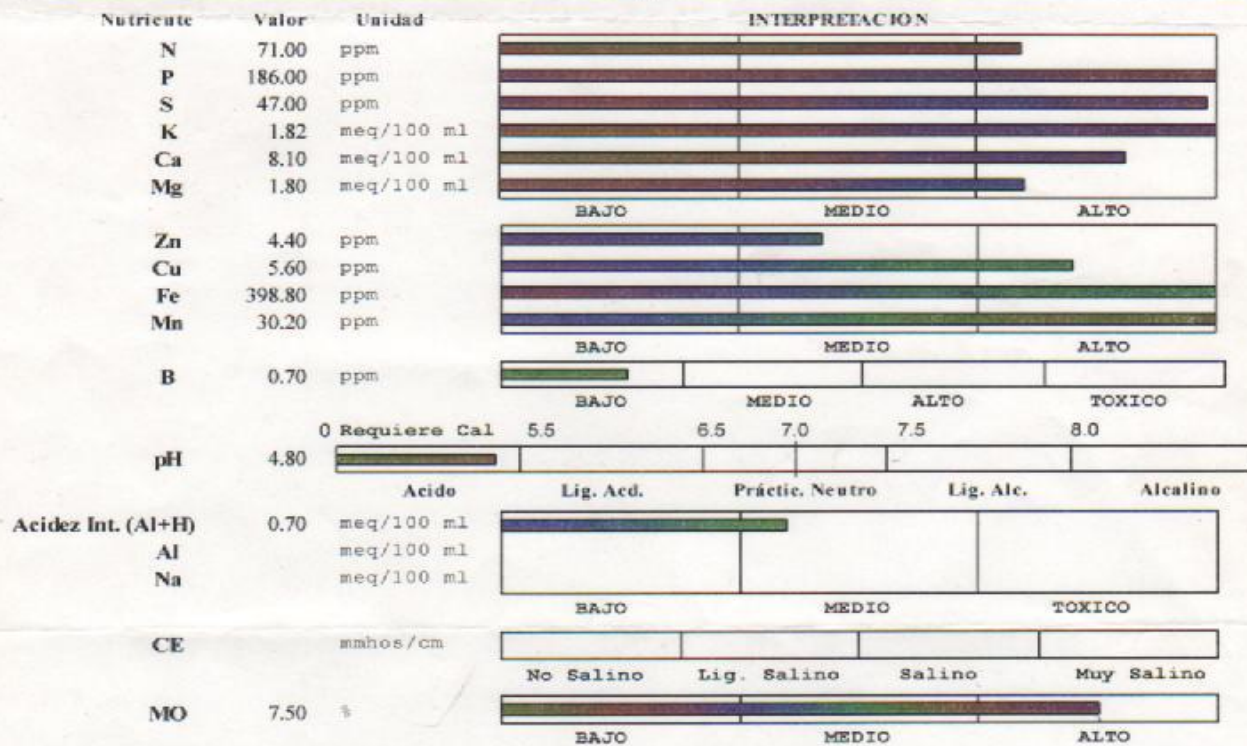 Nutriente Valor Unidad INTERPRETACION
N 71.00 ppm
P 186.00 ppm
S 47.00 ppm
K 1.82 meq/100 ml
Ca 8.10 meq/100 ml
Mg 1.80 meq/100 ml
BAJO MEDIO ALTO
Zn 4.40 ppm
Cu 5.60 ppm
Fe 398.80 ppm
Mn 30.20 ppm
BAJO MEDIO ALTO
B 0.70 ppm
BAJO MEDIO ALTO TOXICO
0 Requiere Cal 5.5 6.5 7.0 7.5 8.0
pH 4.80
Acido Lig. Acd. Práctic. Neutro Lig. Alc. Alcalino
Acidez Int. (Al+H) 0.70 meq/100 ml
Al meq/100 ml
Na meq/100 ml
BAJO MEDIO TOXICO
CE mmhos/cm
No Salino Lig. Salino Salino Muy Salino
MO 7.50 %
BAJO MEDIO ALTO